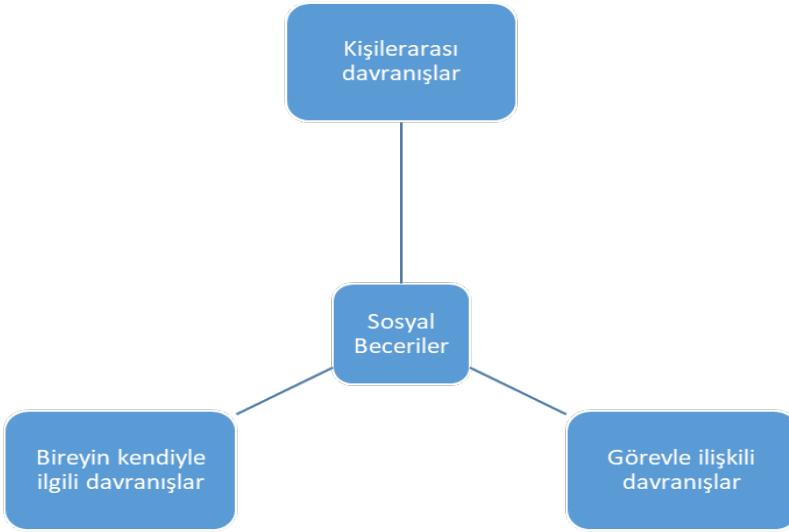 Kişilerarası
davranışlar
Sosyal
Beceriler
Bireyin kendiyle
ilgili davranışlar
Görevle ilişkili
davranışlar